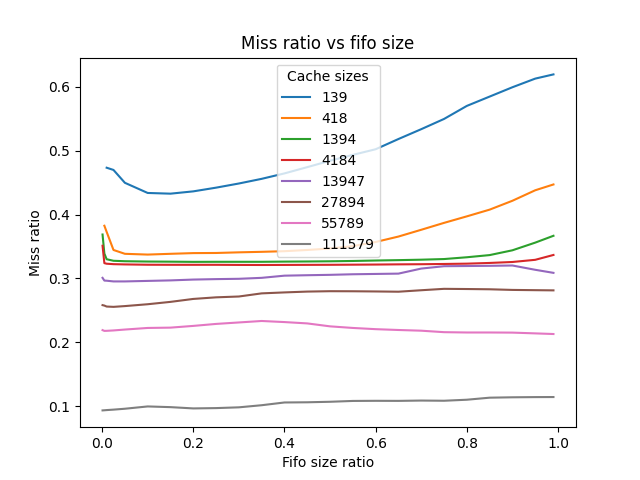 Miss ratio vs fifo size
Cache sizes
139
418
1394
4184
13947
27894
55789
111579
Miss ratio
0.6
0.5
0.4
0.3
0.2
0.1
0.0 0.2 0.4 0.6 0.8 1.0
Fifo size ratio